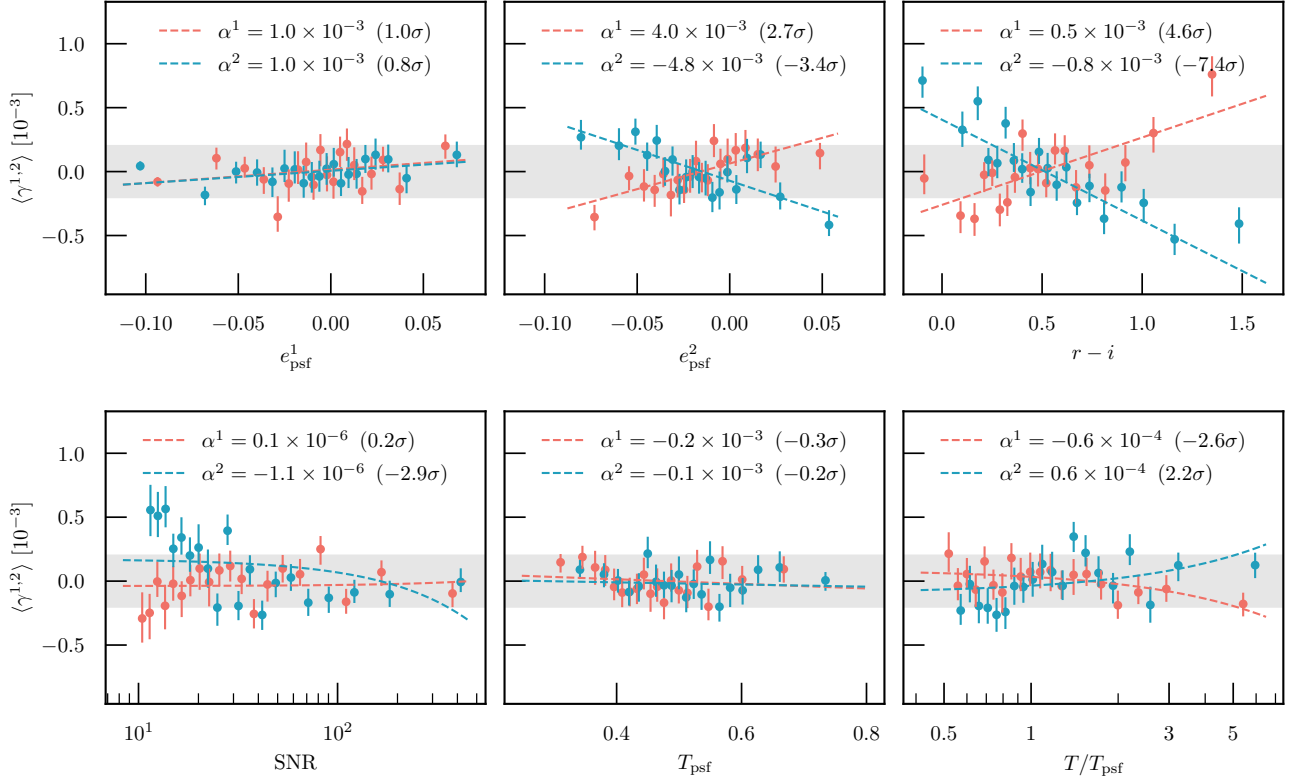 α¹ = 1.0 × 10⁻³ (1.0σ)
α² = 1.0 × 10⁻³ (0.8σ)
α¹ = 4.0 × 10⁻³ (2.7σ)
α² = −4.8 × 10⁻³ (−3.4σ)
α¹ = 0.5 × 10⁻³ (4.6σ)
α² = −0.8 × 10⁻³ (−7.4σ)
1.0
0.5
0.0
−0.5
⟨γ¹·²⟩ [10⁻³]
−0.10 −0.05 0.00 0.05
e¹psf
−0.10 −0.05 0.00 0.05
e²psf
0.0 0.5 1.0 1.5
r − i
α¹ = 0.1 × 10⁻⁶ (0.2σ)
α² = −1.1 × 10⁻⁶ (−2.9σ)
α¹ = −0.2 × 10⁻³ (−0.3σ)
α² = −0.1 × 10⁻³ (−0.2σ)
α¹ = −0.6 × 10⁻⁴ (−2.6σ)
α² = 0.6 × 10⁻⁴ (2.2σ)
1.0
0.5
0.0
−0.5
⟨γ¹·²⟩ [10⁻³]
10¹ 10²
SNR
0.4 0.6 0.8
Tpsf
0.5 1 3 5
T/Tpsf